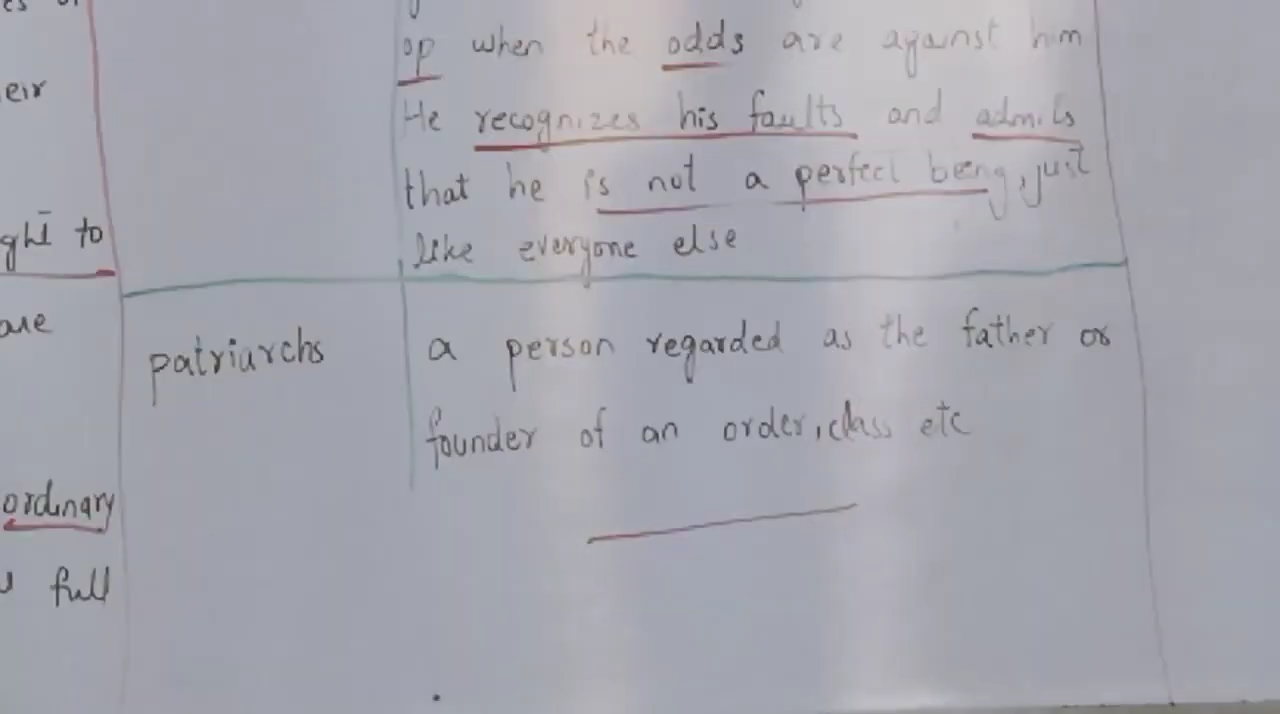 eir
ght to
are
ordinary
full
op when the odds are against him
He recognizes his faults and admits
that he is not a perfect being, just
like everyone else
patriarchs
a person regarded as the father or
founder of an order, class etc